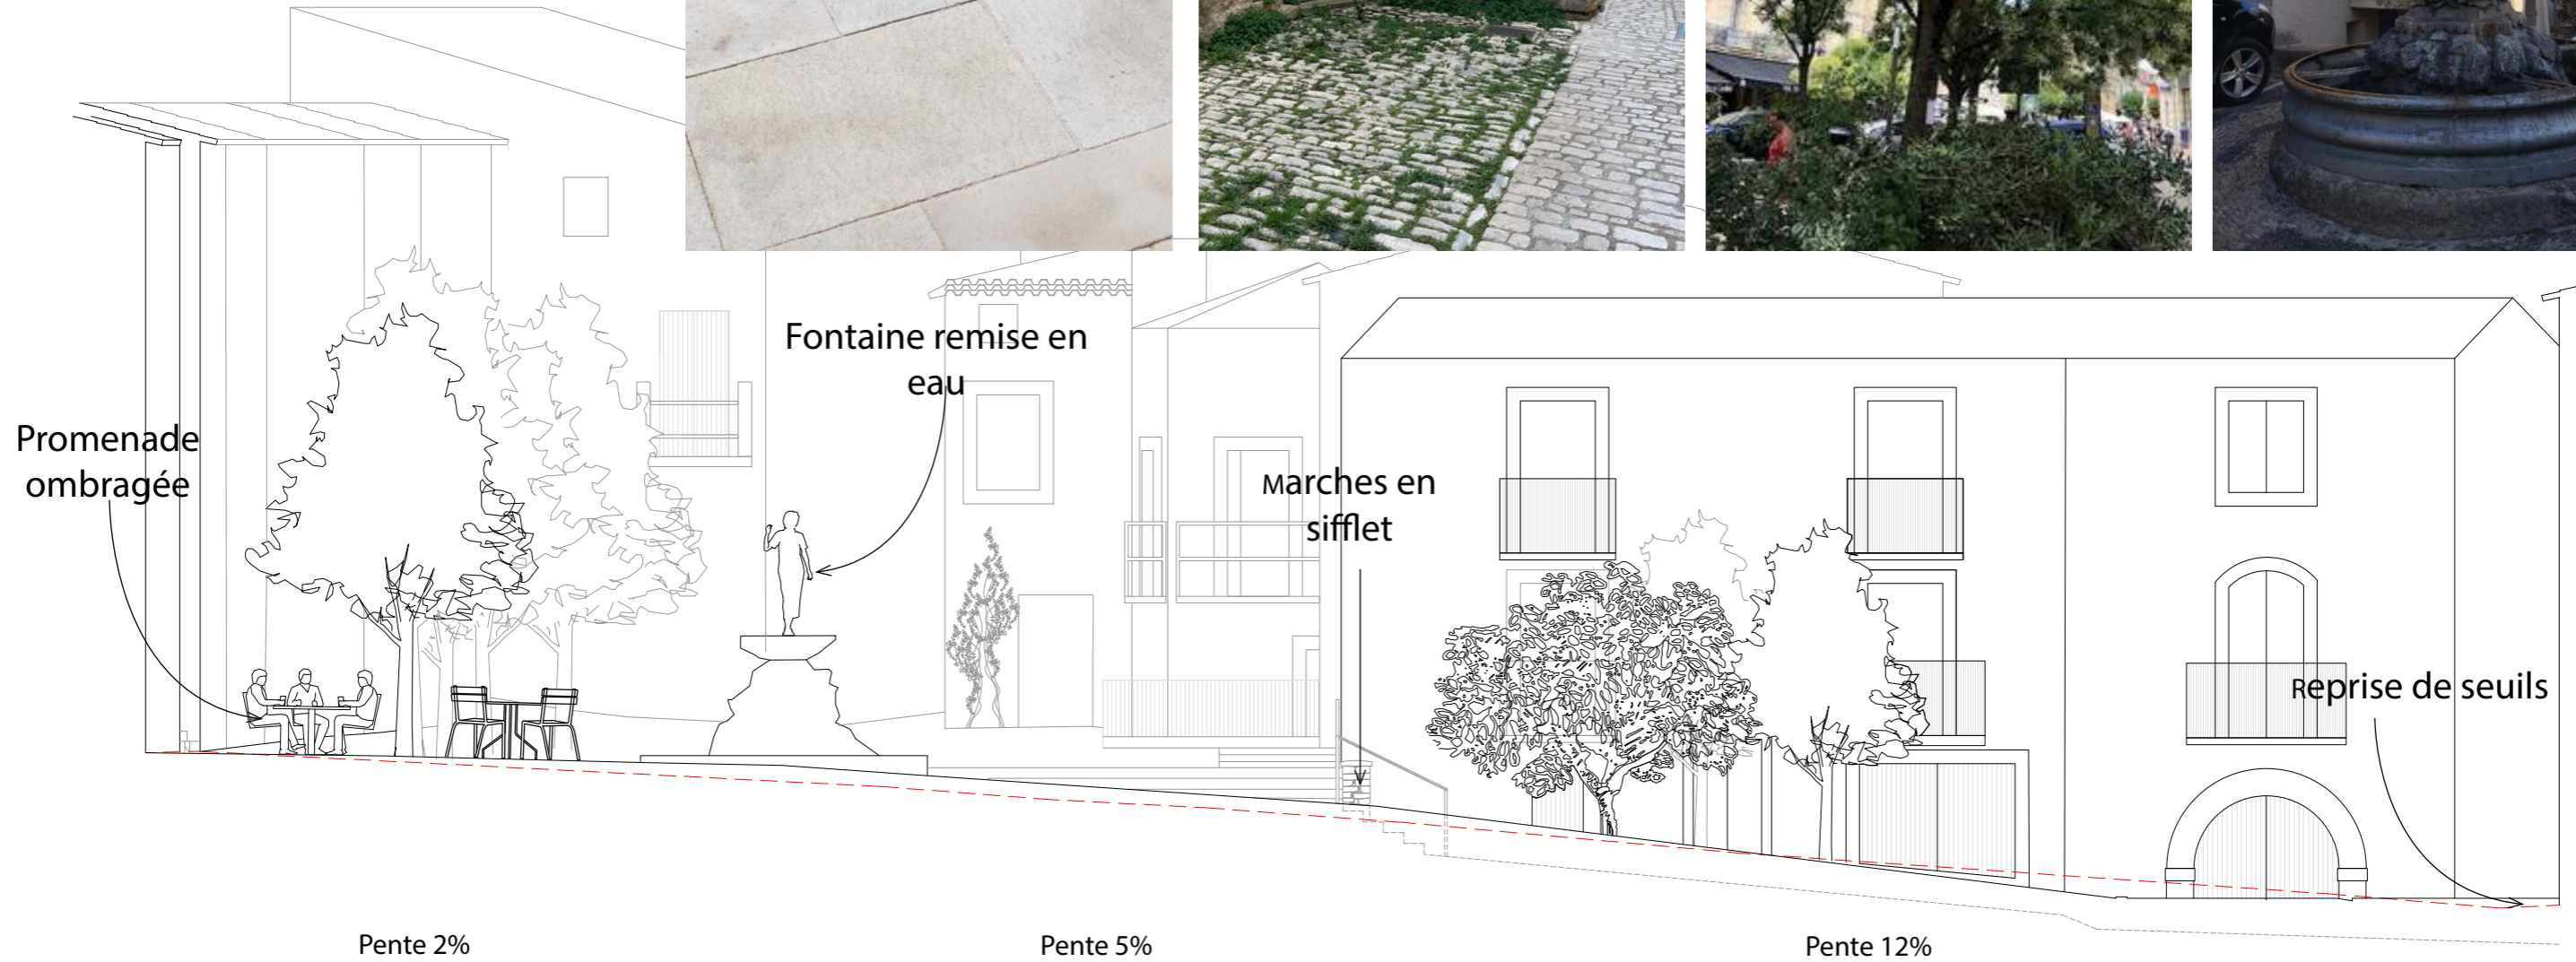 Fontaine remise en
eau
Promenade
ombragée
Marches en
sifflet
Reprise de seuils
Pente 2%
Pente 5%
Pente 12%